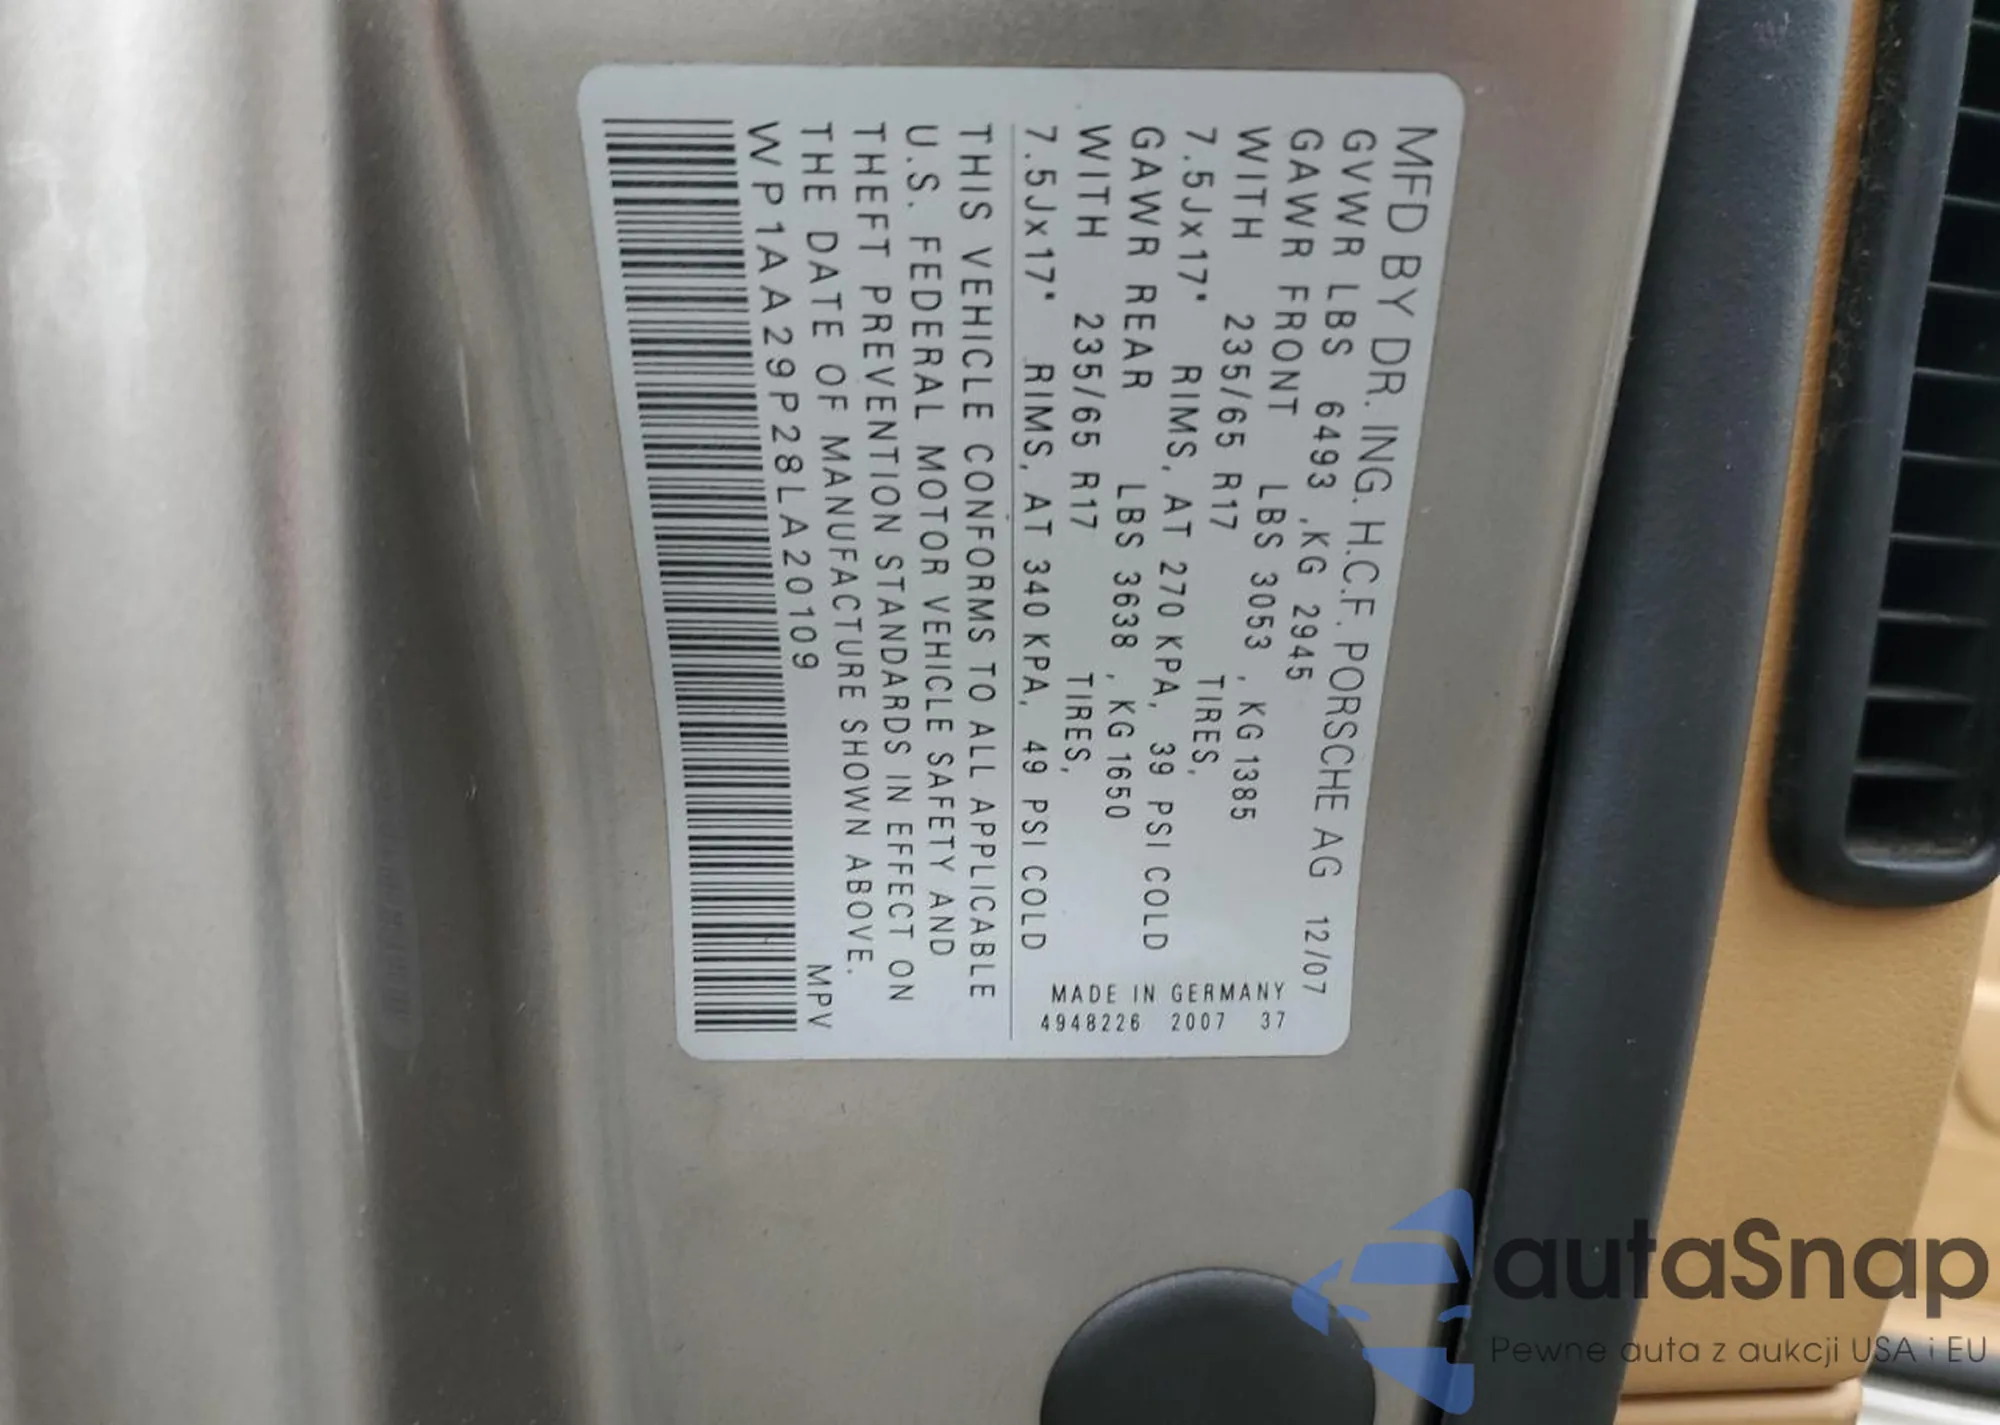 MFD BY DR. ING. H.C.F. PORSCHE AG 12/07
GVWR LBS 6493 ,KG 2945
GAWR FRONT LBS 3053 , KG 1385
WITH 235/65 R17 TIRES,
7.5Jx17" RIMS, AT 270 KPA, 39 PSI COLD
GAWR REAR LBS 3638 , KG 1650
WITH 235/65 R17 TIRES,
7.5Jx17" RIMS, AT 340 KPA, 49 PSI COLD
MADE IN GERMANY
4948226 2007 37
THIS VEHICLE CONFORMS TO ALL APPLICABLE
U.S. FEDERAL MOTOR VEHICLE SAFETY AND
THEFT PREVENTION STANDARDS IN EFFECT ON
THE DATE OF MANUFACTURE SHOWN ABOVE.
WP1AA29P28LA20109 MPV
autaSnap
Pewne auta z aukcji USA i EU